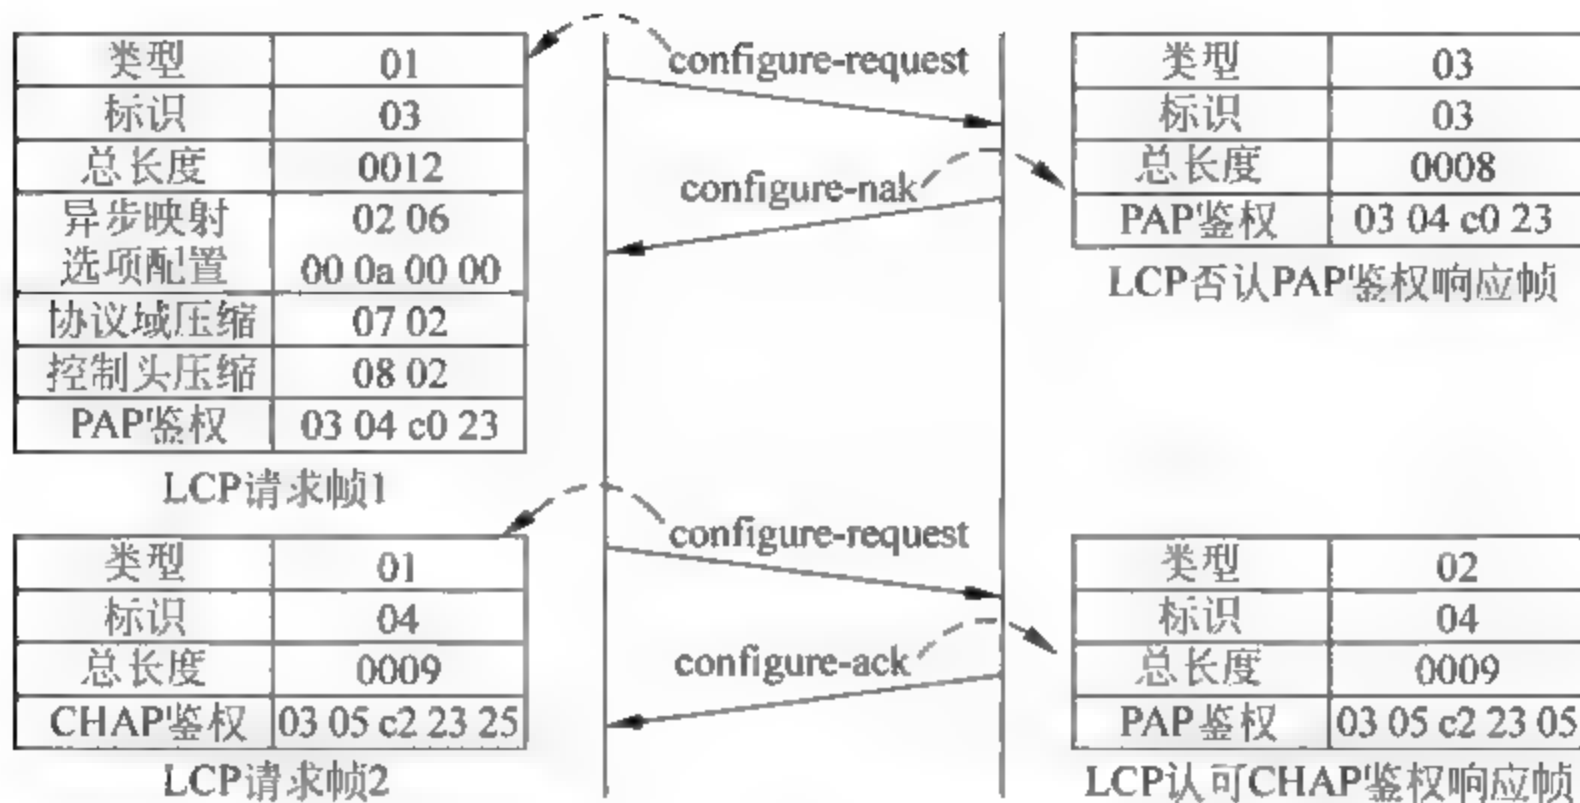 类型 01
标识 03
总长度 0012
异步映射 02 06
选项配置 00 0a 00 00
协议域压缩 07 02
控制头压缩 08 02
PAP鉴权 03 04 c0 23
LCP请求帧1
configure-request
configure-nak
类型 03
标识 03
总长度 0008
PAP鉴权 03 04 c0 23
LCP否认PAP鉴权响应帧
类型 01
标识 04
总长度 0009
CHAP鉴权 03 05 c2 23 25
LCP请求帧2
configure-request
configure-ack
类型 02
标识 04
总长度 0009
PAP鉴权 03 05 c2 23 05
LCP认可CHAP鉴权响应帧